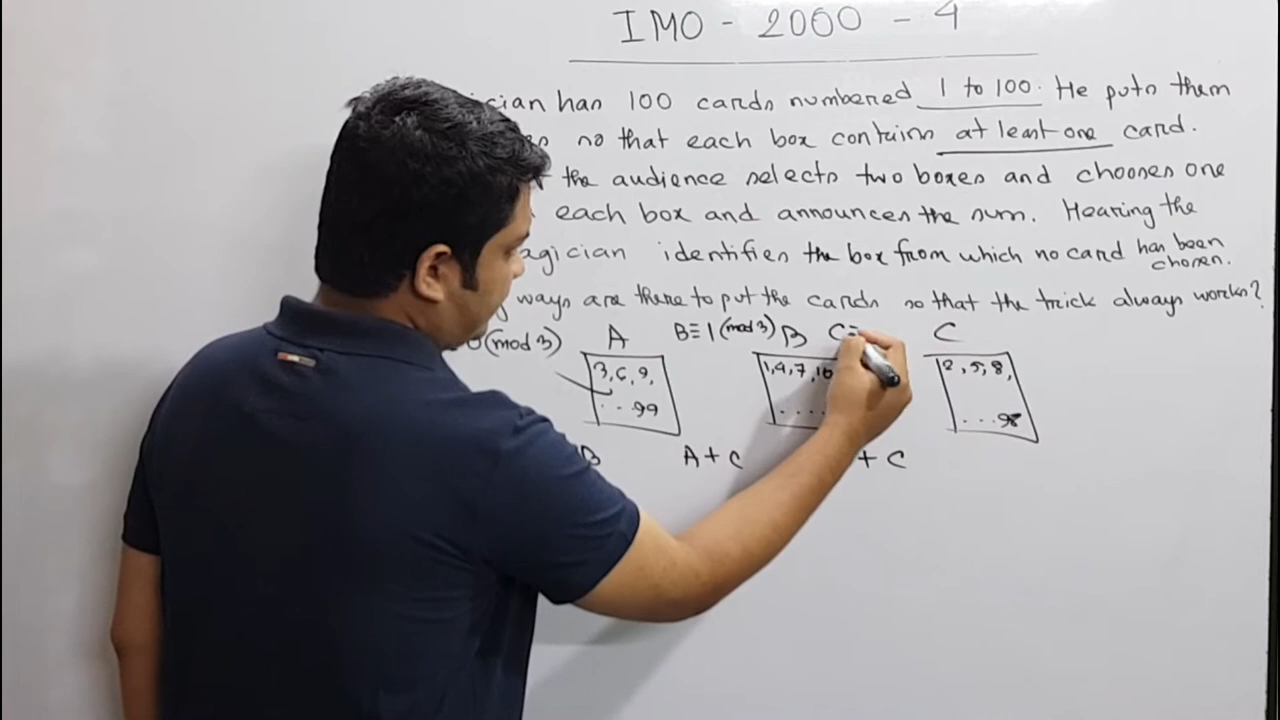 IMO - 2000 - 4
ician has 100 cards numbered 1 to 100. He puts them
so that each box contains at least one card.
the audience selects two boxes and chooses one
each box and announces the sum. Hearing the
agician identifies the box from which no card has been chosen.
ways are there to put the cards so that the trick always works?
0 (mod 3) A B≡1 (mod 3) B C≡ C
3, 6, 9, 1, 4, 7, 10 2, 5, 8,
...99 .... ...98
B A + C + C